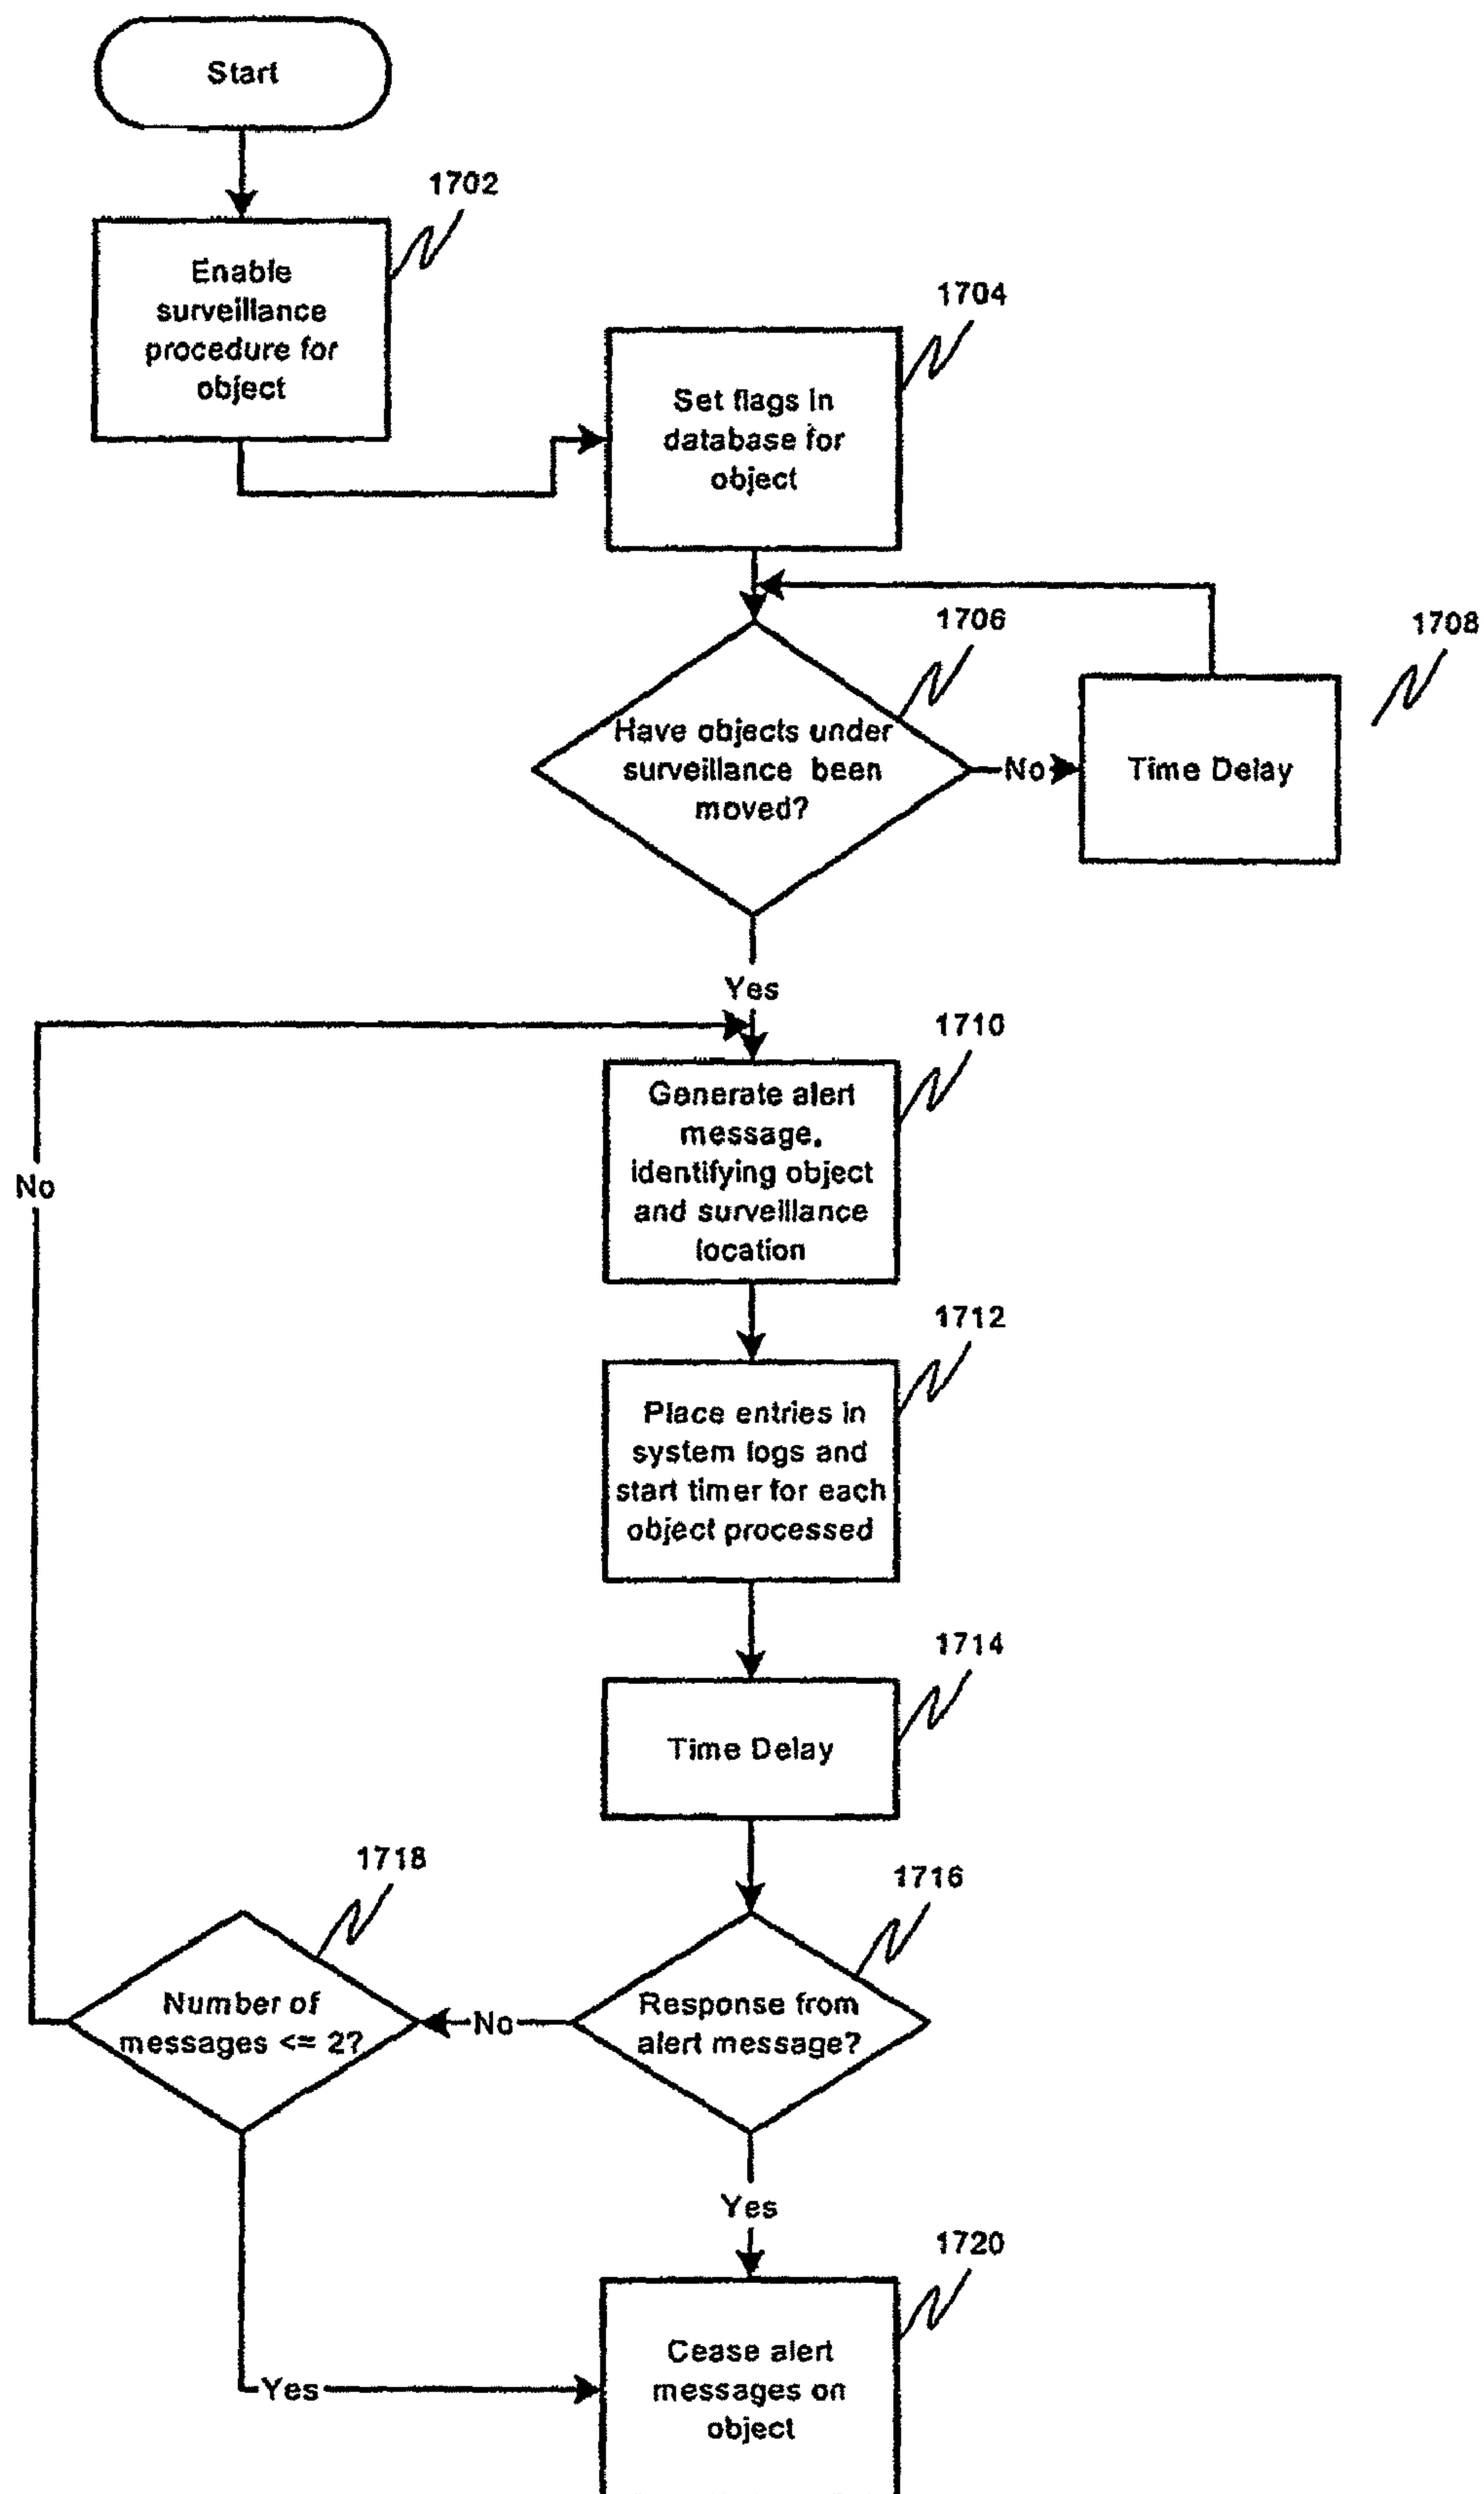 Start
1702
Enable
surveillance
procedure for
object
1704
Set flags in
database for
object
1706
Have objects under
surveillance been
moved?
No
1708
Time Delay
Yes
1710
Generate alert
message,
identifying object
and surveillance
location
No
1712
Place entries in
system logs and
start timer for each
object processed
1714
Time Delay
1716
Response from
alert message?
No
1718
Number of
messages <= 2?
Yes
Yes
1720
Cease alert
messages on
object